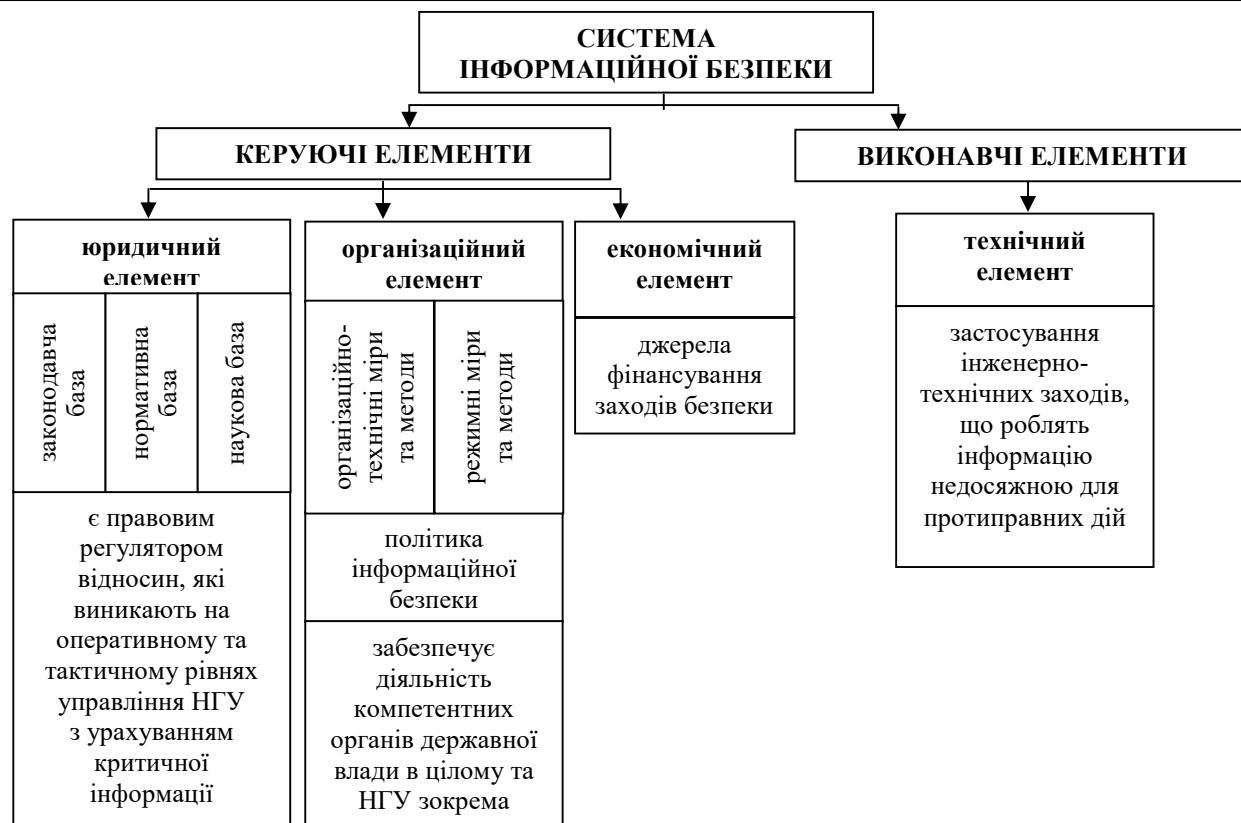 СИСТЕМА
ІНФОРМАЦІЙНОЇ БЕЗПЕКИ
КЕРУЮЧІ ЕЛЕМЕНТИ
ВИКОНАВЧІ ЕЛЕМЕНТИ
юридичний
елемент
законодавча
база
нормативна
база
наукова база
є правовим
регулятором
відносин, які
виникають на
оперативному та
тактичному рівнях
управління НГУ
з урахуванням
критичної
інформації
організаційний
елемент
організаційно-
технічні міри
та методи
режимні міри
та методи
політика
інформаційної
безпеки
забезпечує
діяльність
компетентних
органів державної
влади в цілому та
НГУ зокрема
економічний
елемент
джерела
фінансування
заходів безпеки
технічний
елемент
застосування
інженерно-
технічних заходів,
що роблять
інформацію
недосяжною для
протиправних дій